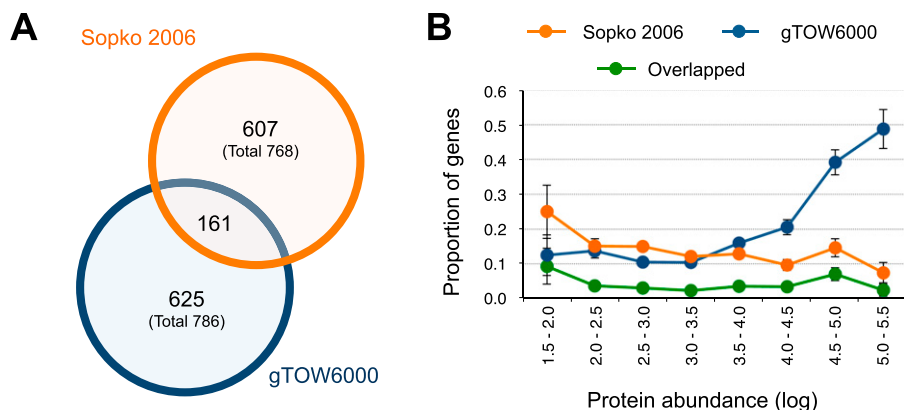 A
Sopko 2006
607
(Total 768)
161
625
(Total 786)
gTOW6000
B
Sopko 2006
gTOW6000
Overlapped
Proportion of genes
0.6
0.5
0.4
0.3
0.2
0.1
0.0
1.5 - 2.0
2.0 - 2.5
2.5 - 3.0
3.0 - 3.5
3.5 - 4.0
4.0 - 4.5
4.5 - 5.0
5.0 - 5.5
Protein abundance (log)